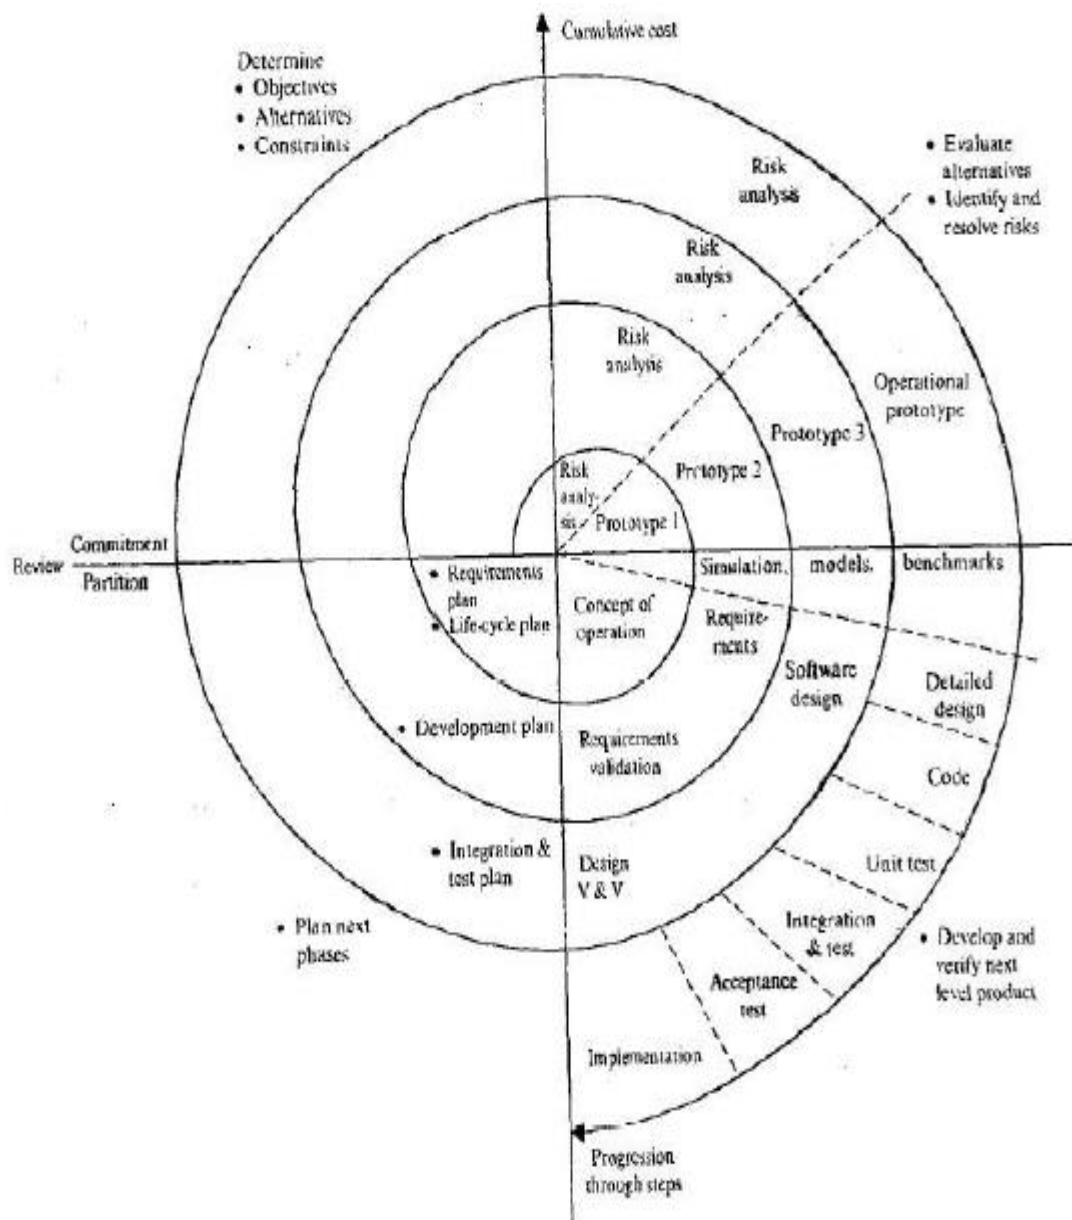 Cumulative cost
Determine
• Objectives
• Alternatives
• Constraints
• Evaluate
alternatives
• Identify and
resolve risks
Risk
analysis
Risk
analysis
Risk
analysis
Risk
analy-
sis
Prototype 1
Prototype 2
Prototype 3
Operational
prototype
Review
Commitment
Partition
Simulation,
models,
benchmarks
• Requirements
plan
• Life-cycle plan
Concept of
operation
Require-
ments
Software
design
Detailed
design
• Development plan
Requirements
validation
Code
• Integration &
test plan
Design
V & V
Unit test
Integration
& test
Acceptance
test
Implementation
• Plan next
phases
• Develop and
verify next
level product
Progression
through steps